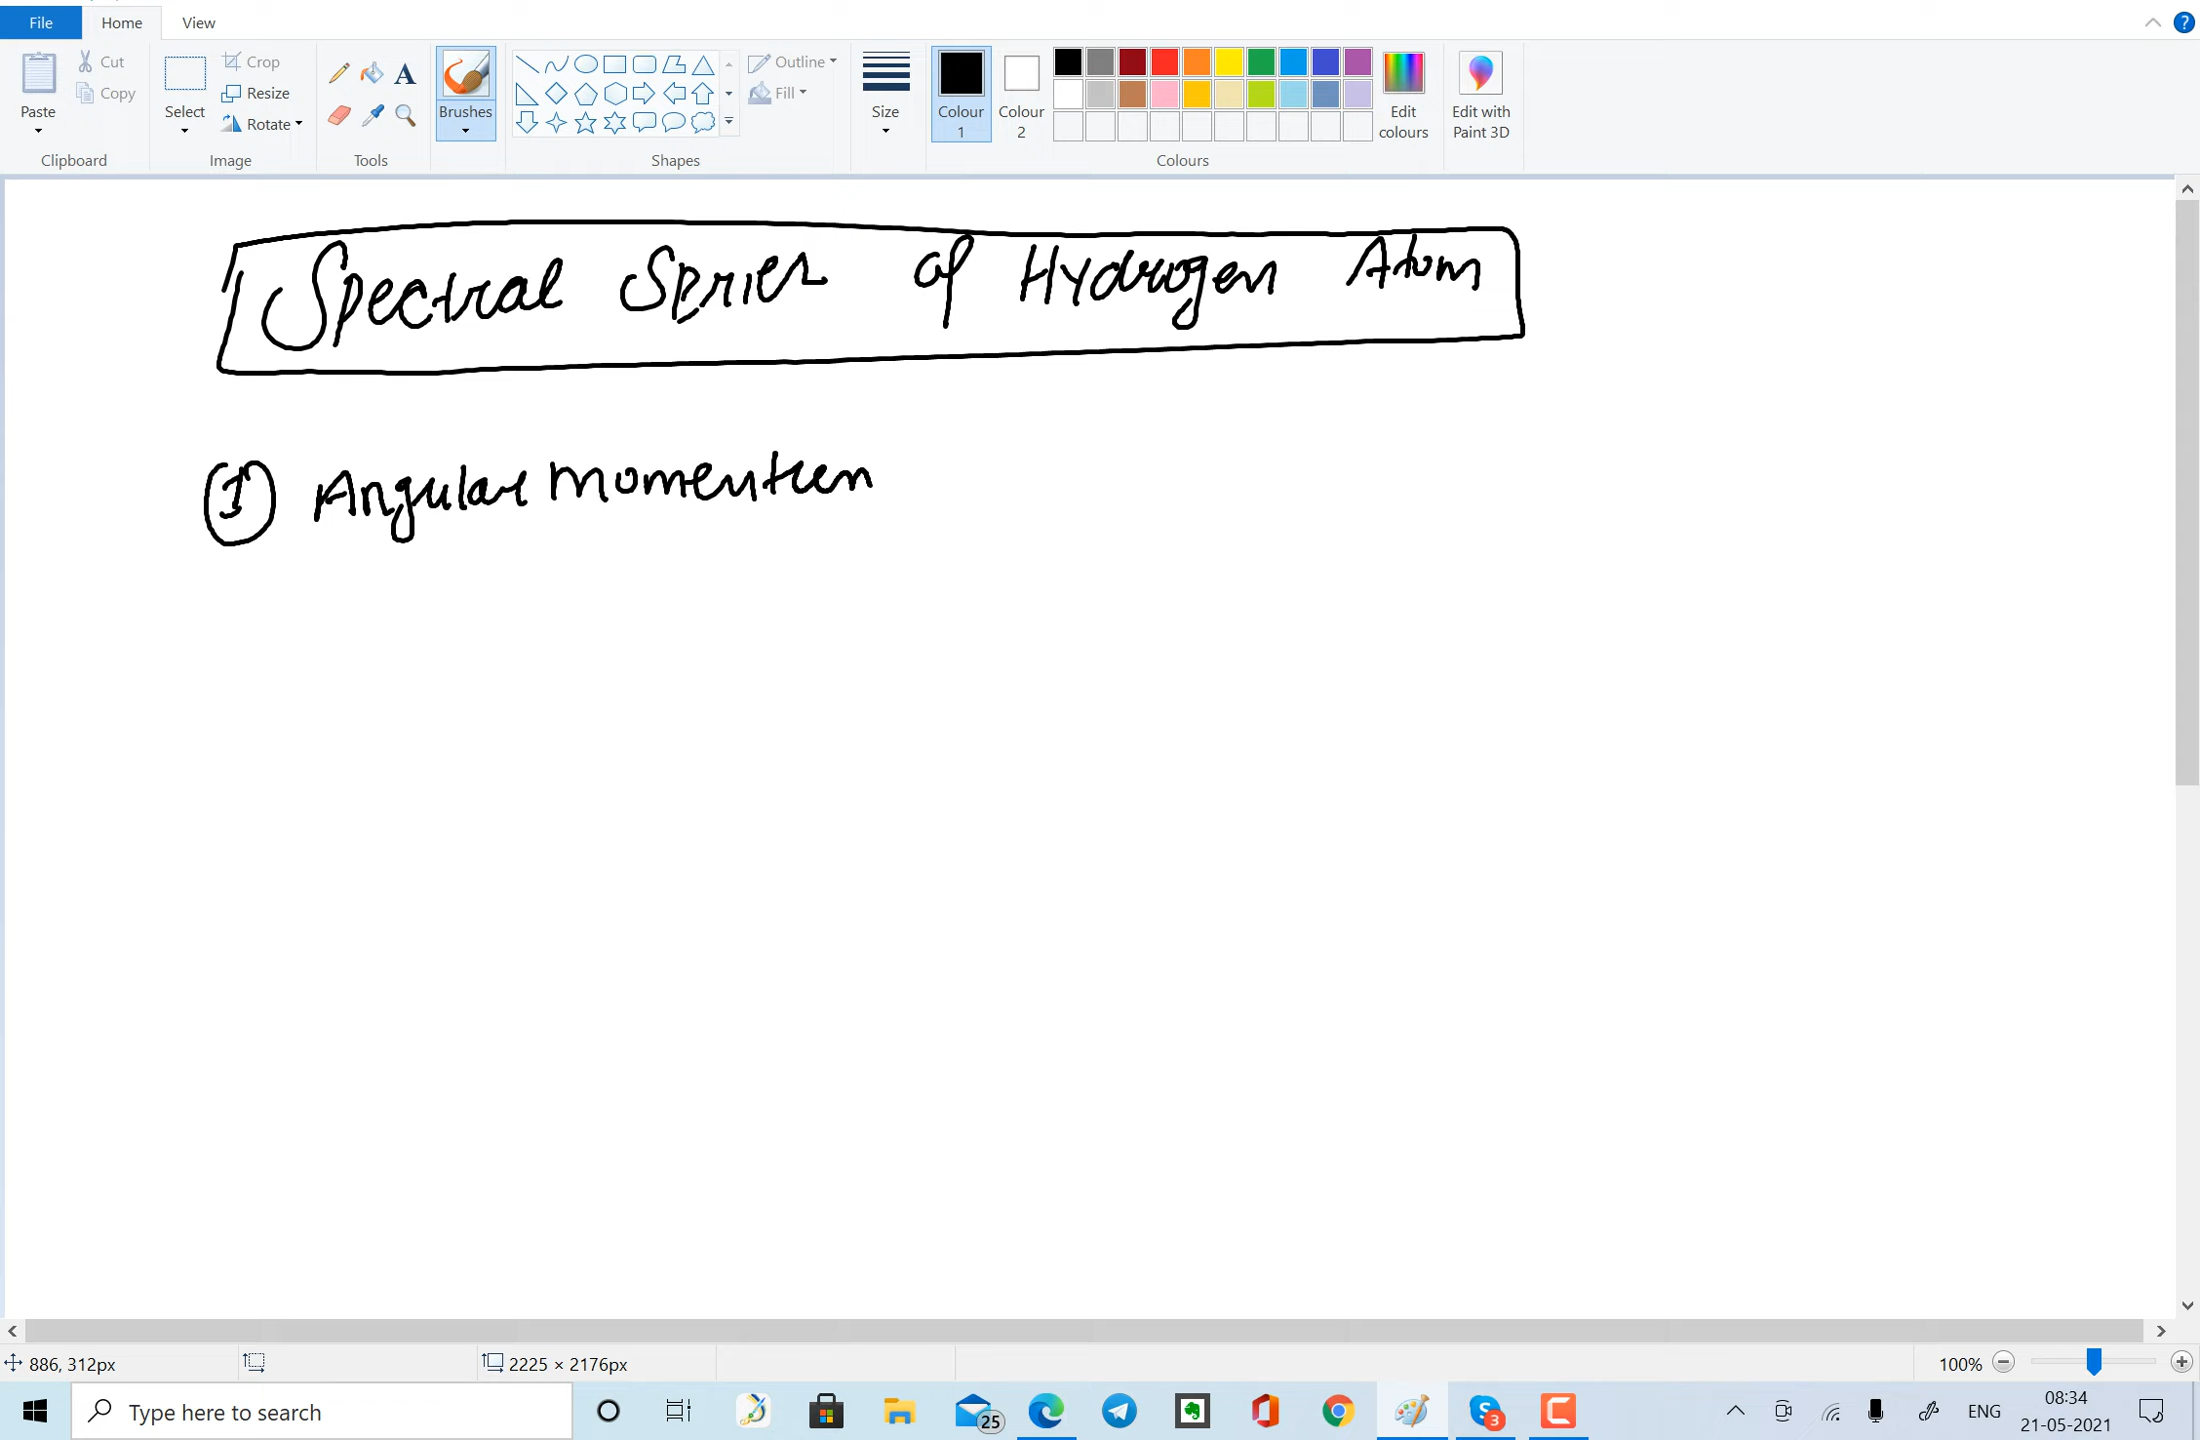 File Home View
Paste Cut Copy Select Crop Resize Rotate Brushes Outline Fill Size Colour 1 Colour 2 Edit colours Edit with Paint 3D
Clipboard Image Tools Shapes Colours
Spectral Series of Hydrogen Atom
① Angular momentum
886, 312px 2225 × 2176px 100%
Type here to search 25 3 ENG 08:34
21-05-2021